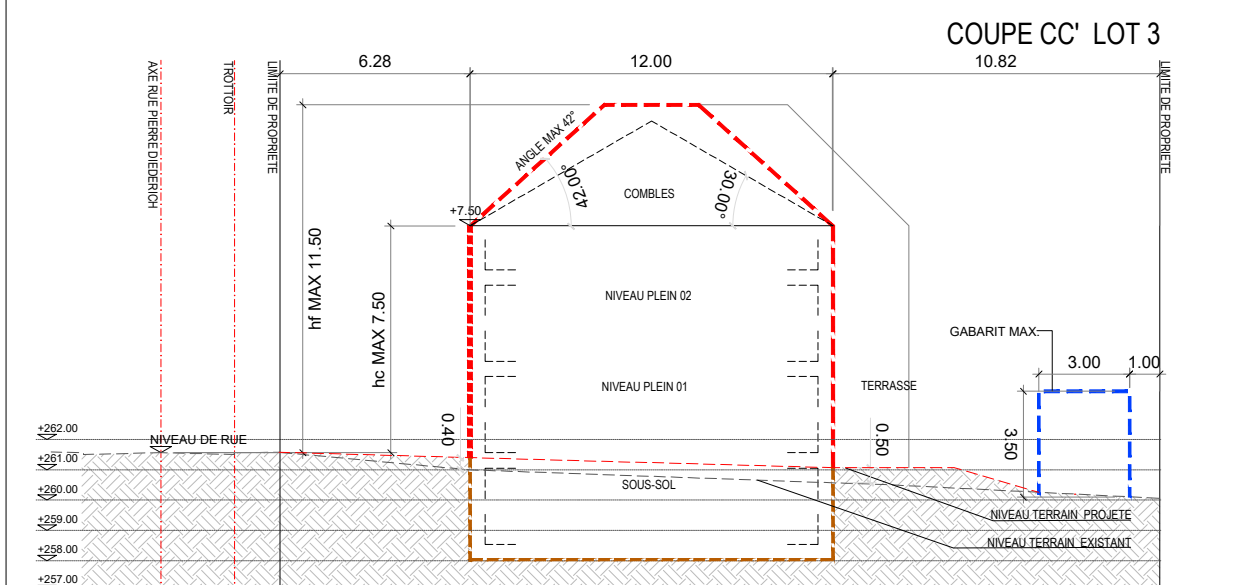 COUPE CC' LOT 3
6.28
12.00
10.82
AXE RUE PIERRE DIEDERICH
TROTTOIR
LIMITE DE PROPRIETE
LIMITE DE PROPRIETE
ANGLE MAX 42°
42.00°
30.00°
COMBLES
+7.50
hf MAX 11.50
hc MAX 7.50
NIVEAU PLEIN 02
GABARIT MAX.
3.00
1.00
NIVEAU PLEIN 01
TERRASSE
0.40
0.50
3.50
+262.00
NIVEAU DE RUE
+261.00
SOUS-SOL
+260.00
NIVEAU TERRAIN PROJETE
+259.00
NIVEAU TERRAIN EXISTANT
+258.00
+257.00